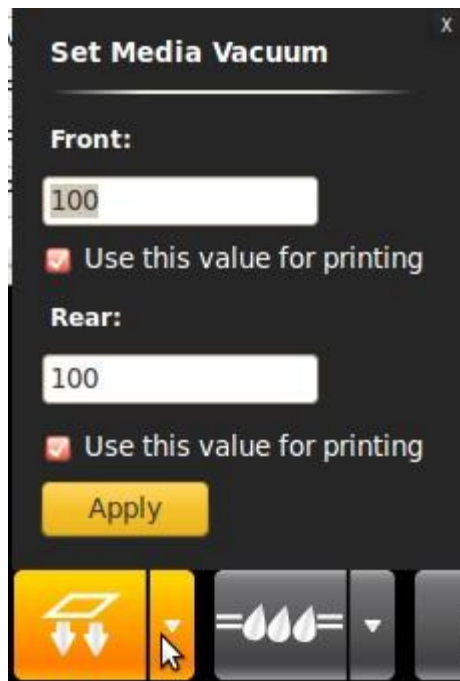 X
Set Media Vacuum
Front:
100
Use this value for printing
Rear:
100
Use this value for printing
Apply